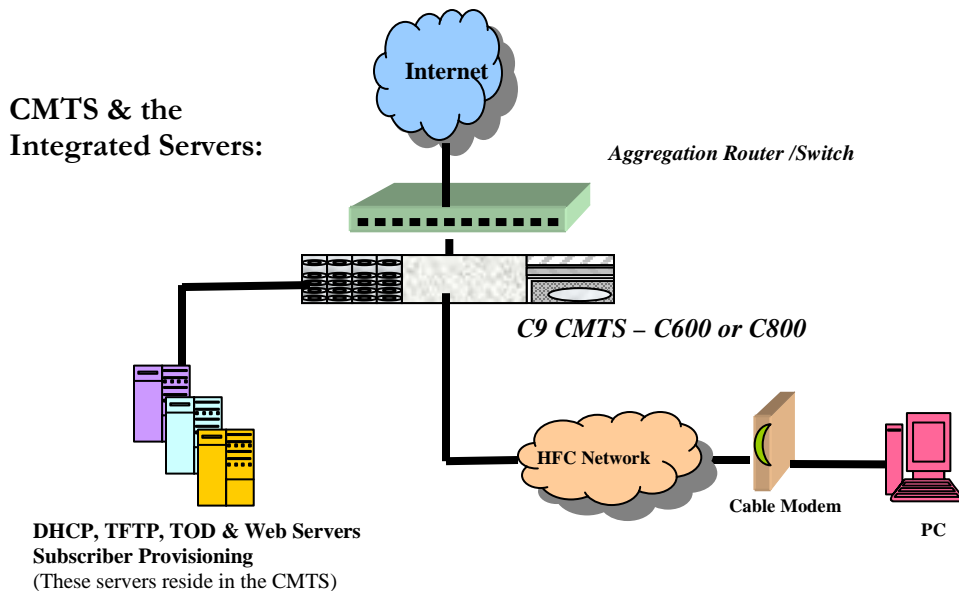 Internet
CMTS & the
Integrated Servers:
Aggregation Router /Switch
C9 CMTS – C600 or C800
HFC Network
Cable Modem
PC
DHCP, TFTP, TOD & Web Servers
Subscriber Provisioning
(These servers reside in the CMTS)